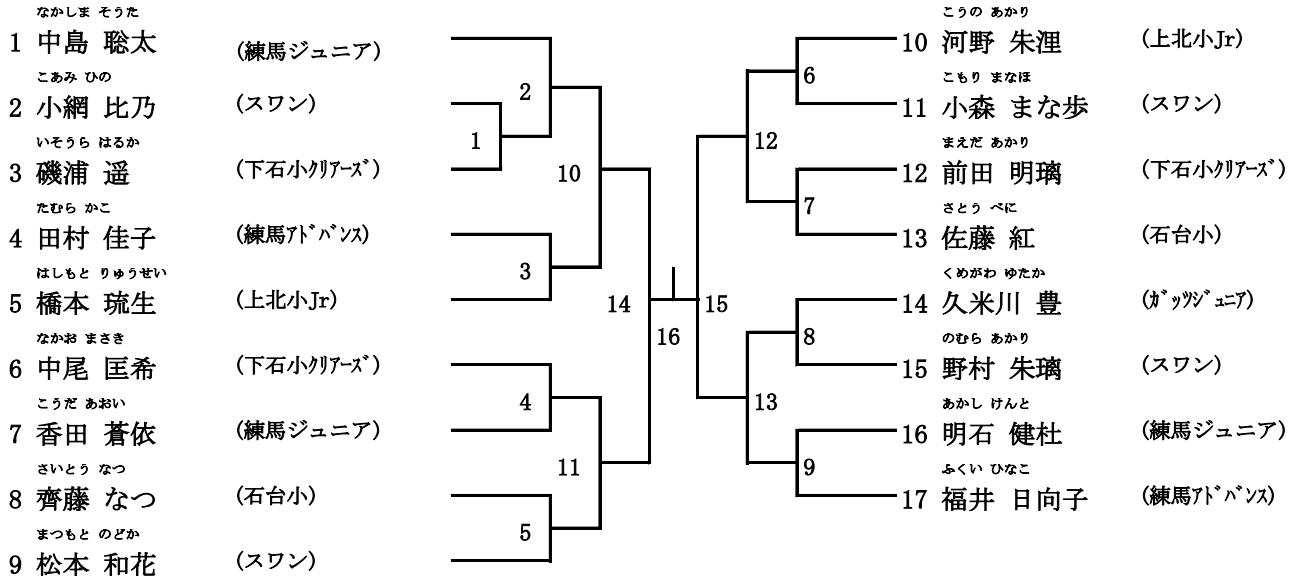 なかしま そうた
1 中島 聡太 (練馬ジュニア)
こあみ ひの
2 小網 比乃 (スワン)
いそうら はるか
3 磯浦 遥 (下石小ｸﾘｱｰｽﾞ)
たむら かこ
4 田村 佳子 (練馬ｱﾄﾞﾊﾞﾝｽ)
はしもと りゅうせい
5 橋本 琉生 (上北小Jr)
なかお まさき
6 中尾 匡希 (下石小ｸﾘｱｰｽﾞ)
こうだ あおい
7 香田 蒼依 (練馬ジュニア)
さいとう なつ
8 齊藤 なつ (石台小)
まつもと のどか
9 松本 和花 (スワン)
2
1
10
3
14
4
11
5
16
15
12
6
7
13
8
9
こうの あかり
10 河野 朱浬 (上北小Jr)
こもり まなほ
11 小森 まな歩 (スワン)
まえだ あかり
12 前田 明璃 (下石小ｸﾘｱｰｽﾞ)
さとう べに
13 佐藤 紅 (石台小)
くめがわ ゆたか
14 久米川 豊 (ｶﾞｯﾂｼﾞｭﾆｱ)
のむら あかり
15 野村 朱璃 (スワン)
あかし けんと
16 明石 健杜 (練馬ジュニア)
ふくい ひなこ
17 福井 日向子 (練馬ｱﾄﾞﾊﾞﾝｽ)